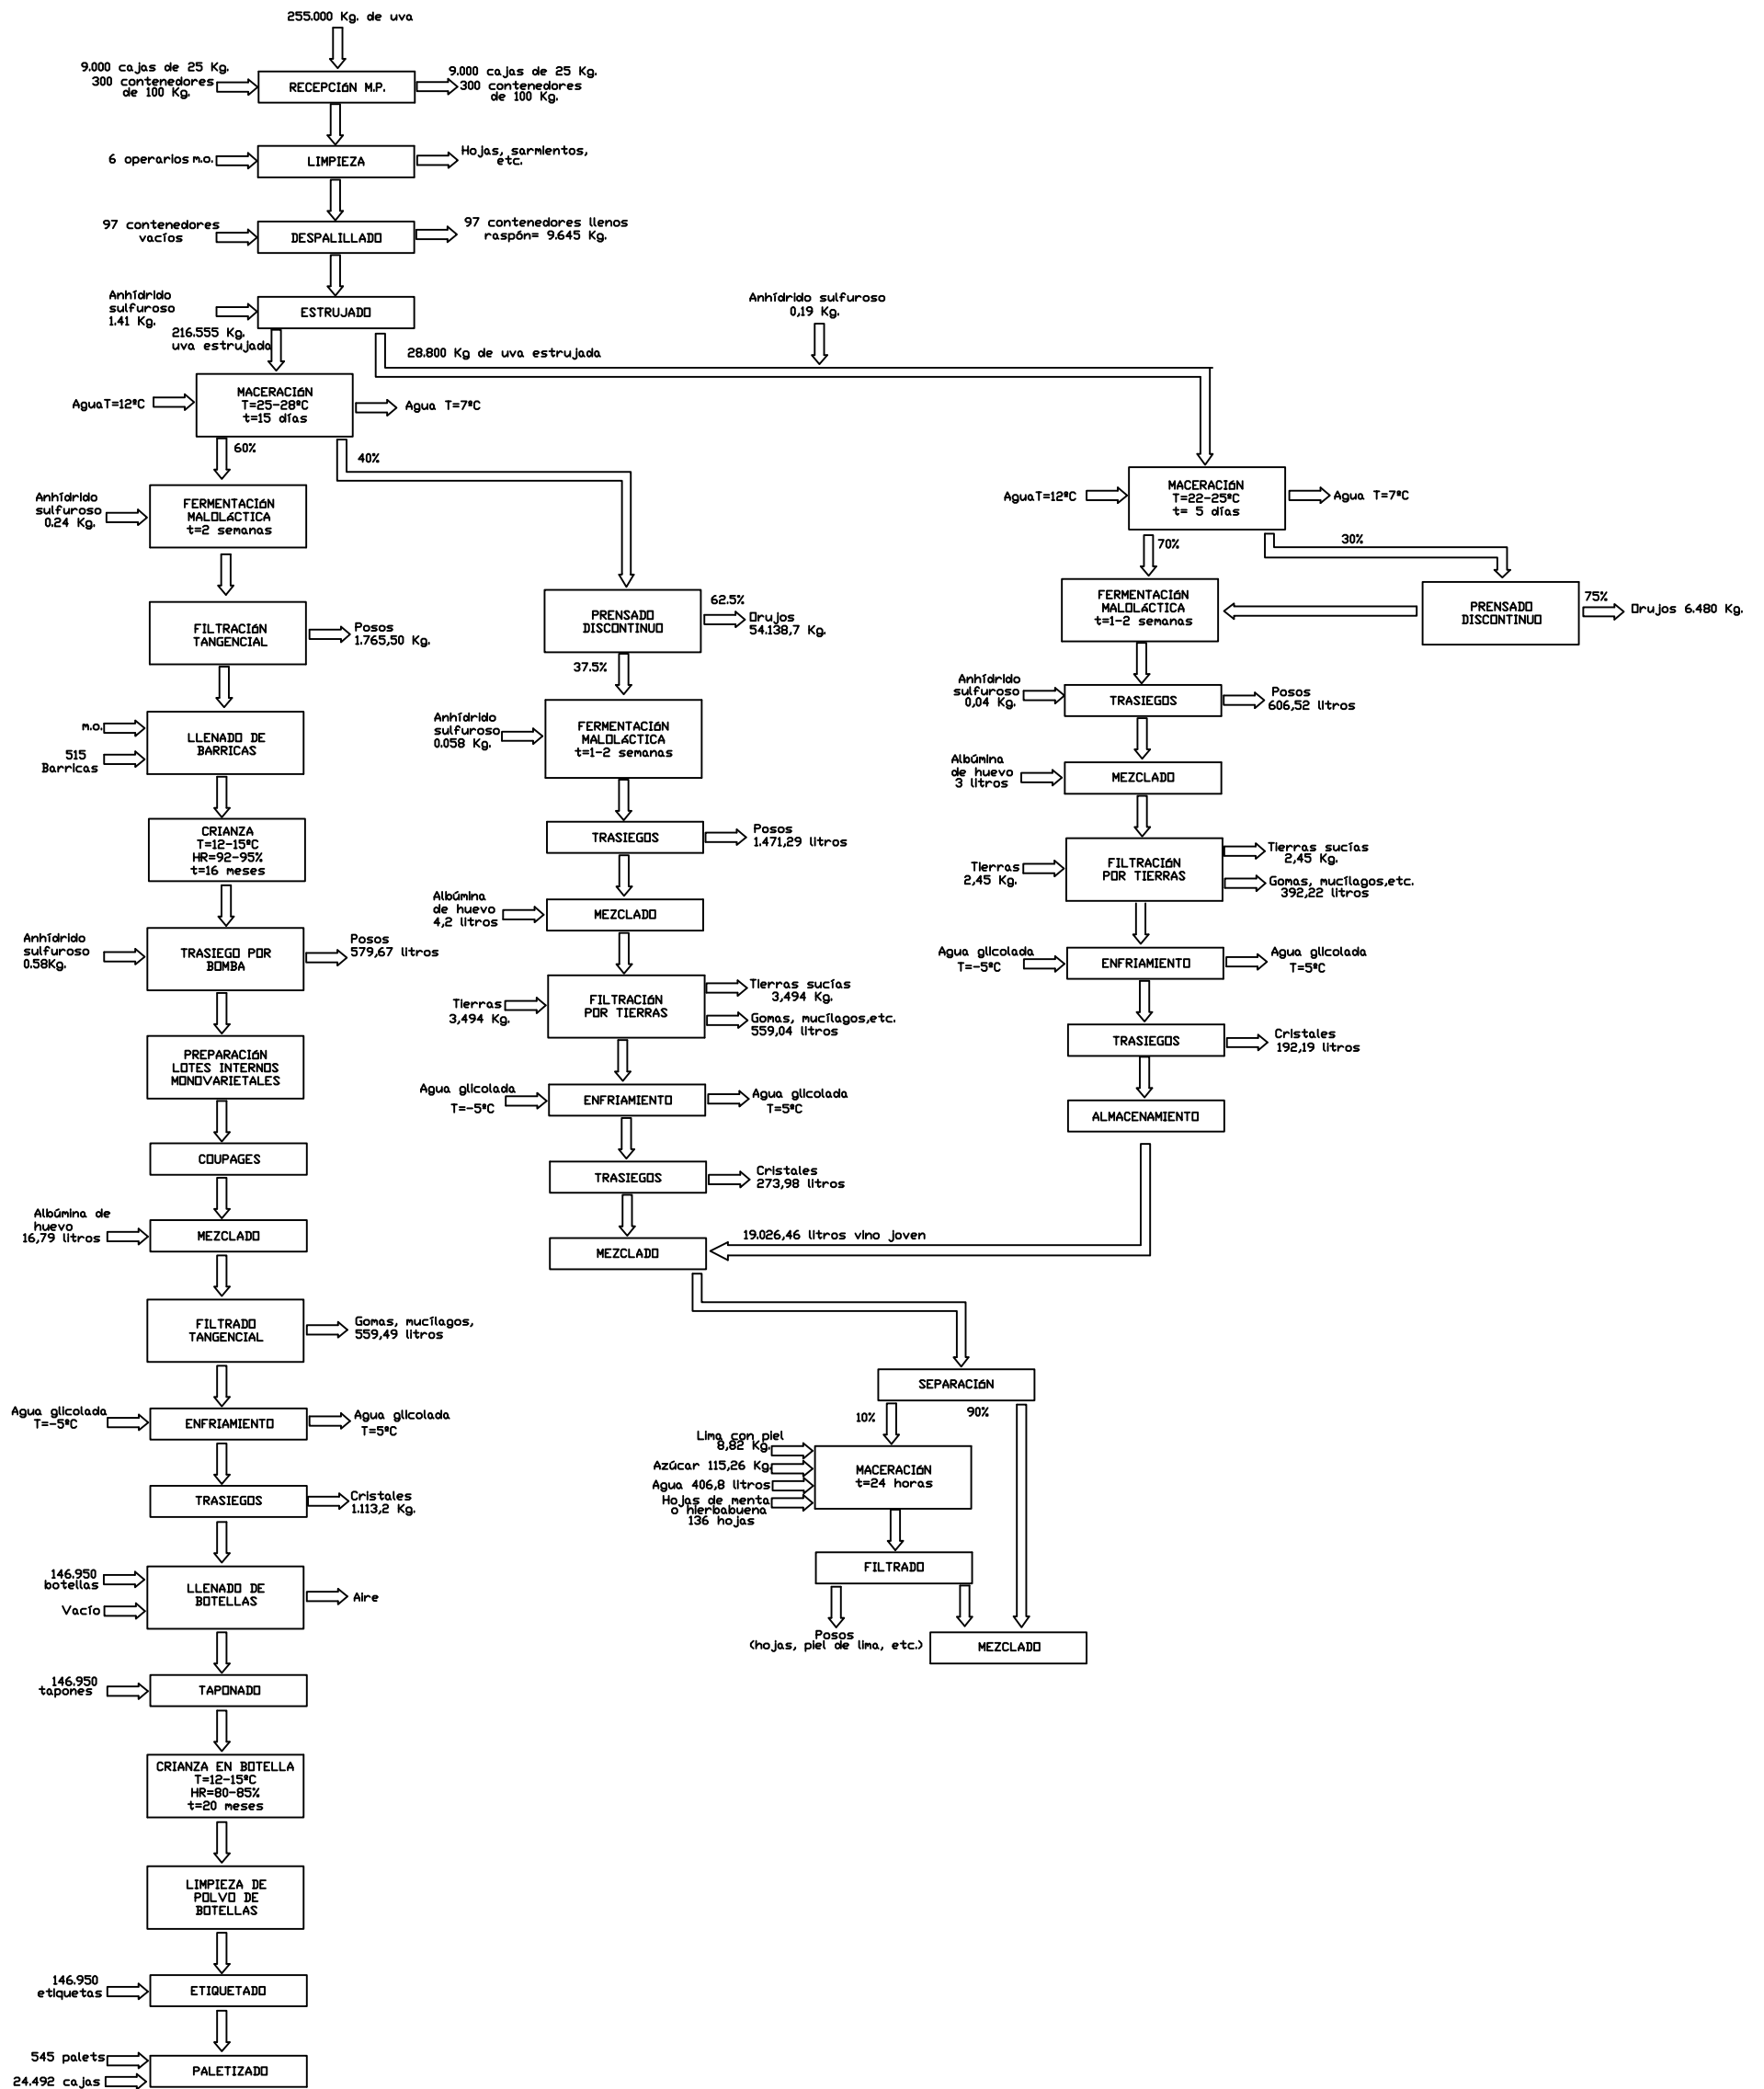 255.000 Kg. de uva
9.000 cajas de 25 Kg.
300 contenedores
de 100 Kg.
RECEPCIóN M.P.
9.000 cajas de 25 Kg.
300 contenedores
de 100 Kg.
6 operarios m.o.
LIMPIEZA
Hojas, sarmientos,
etc.
97 contenedores
vacíos
DESPALILLADO
97 contenedores llenos
raspón= 9.645 Kg.
Anhídrido
sulfuroso
1.41 Kg.
ESTRUJADO
216.555 Kg.
uva estrujada
28.800 Kg de uva estrujada
Anhídrido sulfuroso
0,19 Kg.
AguaT=12ªC
MACERACIóN
T=25-28ªC
t=15 días
Agua T=7ªC
60%
40%
Anhídrido
sulfuroso
0.24 Kg.
FERMENTACIóN
MALOLáCTICA
t=2 semanas
FILTRACIóN
TANGENCIAL
Posos
1.765,50 Kg.
m.o.
515
Barricas
LLENADO DE
BARRICAS
CRIANZA
T=12-15ªC
HR=92-95%
t=16 meses
Anhídrido
sulfuroso
0.58Kg.
TRASIEGO POR
BOMBA
Posos
579,67 litros
PREPARACIóN
LOTES INTERNOS
MONOVARIETALES
COUPAGES
Albúmina de
huevo
16,79 litros
MEZCLADO
FILTRADO
TANGENCIAL
Gomas, mucílagos,
559,49 litros
Agua glicolada
T=-5ªC
ENFRIAMIENTO
Agua glicolada
T=5ªC
TRASIEGOS
Cristales
1.113,2 Kg.
146.950
botellas
Vacío
LLENADO DE
BOTELLAS
Aire
146.950
tapones
TAPONADO
CRIANZA EN BOTELLA
T=12-15ªC
HR=80-85%
t=20 meses
LIMPIEZA DE
POLVO DE
BOTELLAS
146.950
etiquetas
ETIQUETADO
545 palets
24.492 cajas
PALETIZADO
PRENSADO
DISCONTINUO
62.5%
Orujos
54.138,7 Kg.
37.5%
Anhídrido
sulfuroso
0.058 Kg.
FERMENTACIóN
MALOLáCTICA
t=1-2 semanas
TRASIEGOS
Posos
1.471,29 litros
Albúmina
de huevo
4,2 litros
MEZCLADO
Tierras
3,494 Kg.
FILTRACIóN
POR TIERRAS
Tierras sucías
3,494 Kg.
Gomas, mucílagos,etc.
559,04 litros
Agua glicolada
T=-5ªC
ENFRIAMIENTO
Agua glicolada
T=5ªC
TRASIEGOS
Cristales
273,98 litros
MEZCLADO
19.026,46 litros vino joven
AguaT=12ªC
MACERACIóN
T=22-25ªC
t= 5 días
Agua T=7ªC
70%
30%
FERMENTACIóN
MALOLáCTICA
t=1-2 semanas
PRENSADO
DISCONTINUO
75%
Orujos 6.480 Kg.
Anhídrido
sulfuroso
0,04 Kg.
TRASIEGOS
Posos
606,52 litros
Albúmina
de huevo
3 litros
MEZCLADO
Tierras
2,45 Kg.
FILTRACIóN
POR TIERRAS
Tierras sucías
2,45 Kg.
Gomas, mucílagos,etc.
392,22 litros
Agua glicolada
T=-5ªC
ENFRIAMIENTO
Agua glicolada
T=5ªC
TRASIEGOS
Cristales
192,19 litros
ALMACENAMIENTO
SEPARACIóN
10%
90%
Lima con piel
8,82 Kg.
Azúcar 115,26 Kg.
Agua 406,8 litros
Hojas de menta
o hierbabuena
136 hojas
MACERACIóN
t=24 horas
FILTRADO
Posos
(hojas, piel de lima, etc.)
MEZCLADO